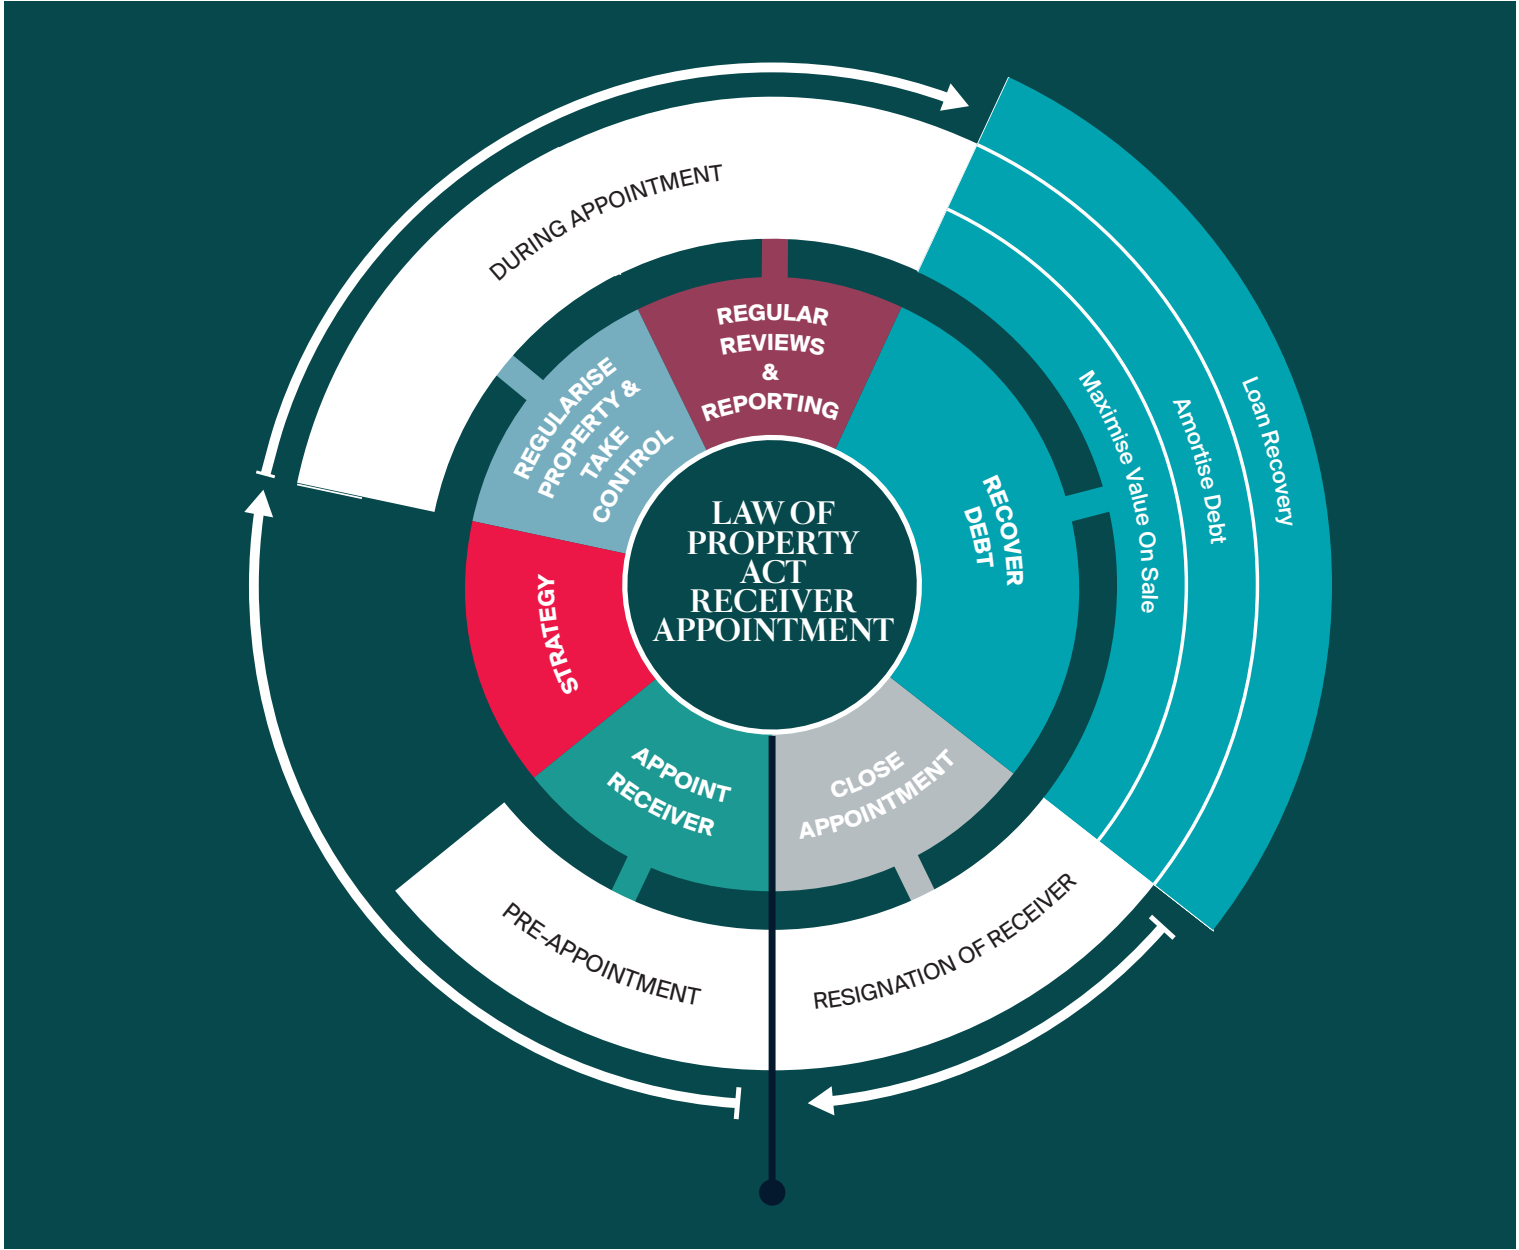 LAW OF
PROPERTY
ACT
RECEIVER
APPOINTMENT
PRE-APPOINTMENT
APPOINT
RECEIVER
STRATEGY
DURING APPOINTMENT
REGULARISE
PROPERTY &
TAKE
CONTROL
REGULAR
REVIEWS
&
REPORTING
RECOVER
DEBT
Maximise Value On Sale
Amortise Debt
Loan Recovery
CLOSE
APPOINTMENT
RESIGNATION OF RECEIVER